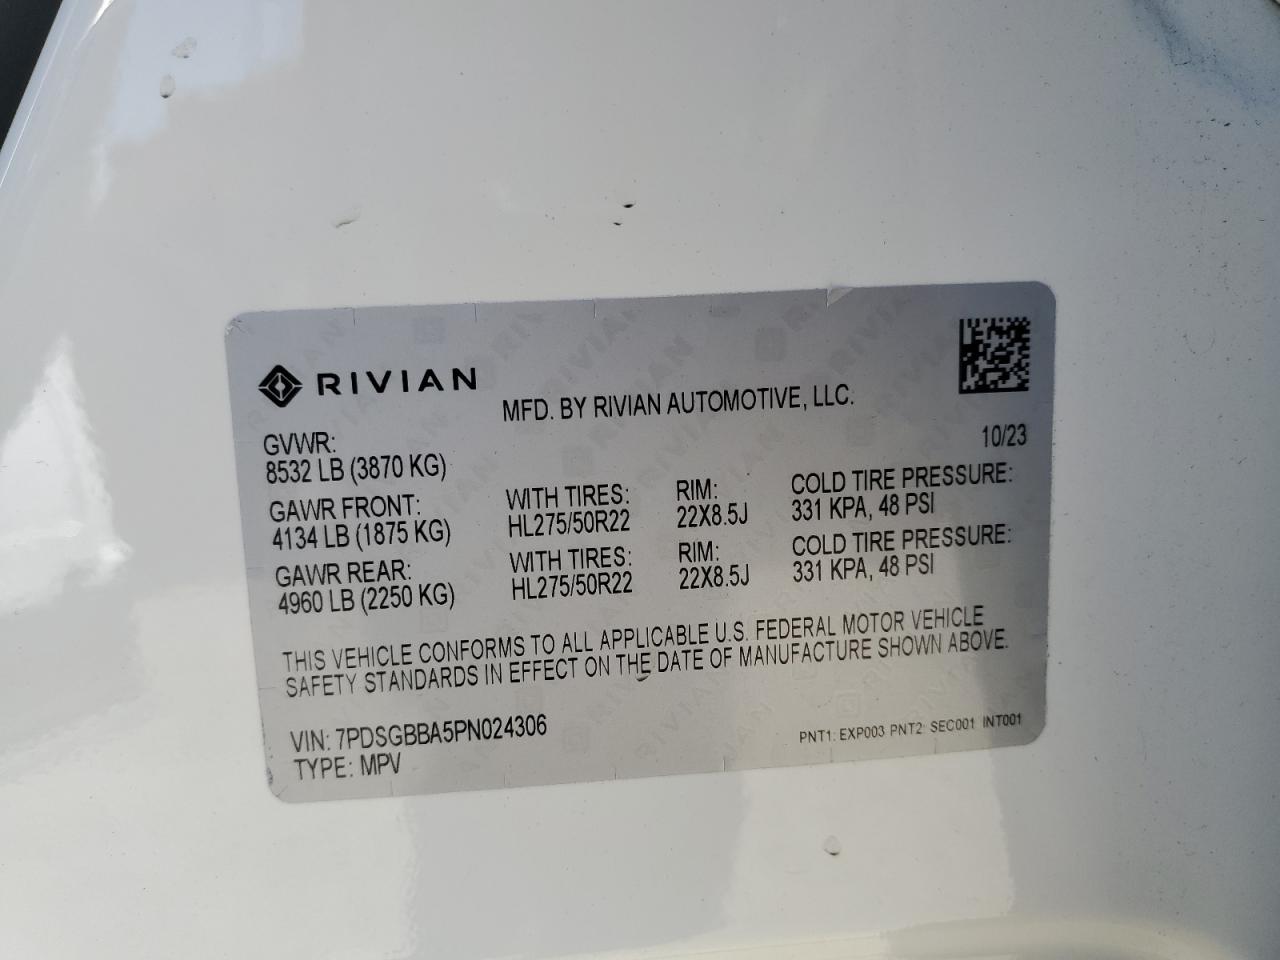 RIVIAN
MFD. BY RIVIAN AUTOMOTIVE, LLC.
10/23
GVWR:
8532 LB (3870 KG)
GAWR FRONT: WITH TIRES: RIM: COLD TIRE PRESSURE:
4134 LB (1875 KG) HL275/50R22 22X8.5J 331 KPA, 48 PSI
GAWR REAR: WITH TIRES: RIM: COLD TIRE PRESSURE:
4960 LB (2250 KG) HL275/50R22 22X8.5J 331 KPA, 48 PSI
THIS VEHICLE CONFORMS TO ALL APPLICABLE U.S. FEDERAL MOTOR VEHICLE
SAFETY STANDARDS IN EFFECT ON THE DATE OF MANUFACTURE SHOWN ABOVE.
VIN: 7PDSGBBA5PN024306
TYPE: MPV
PNT1: EXP003 PNT2: SEC001 INT001